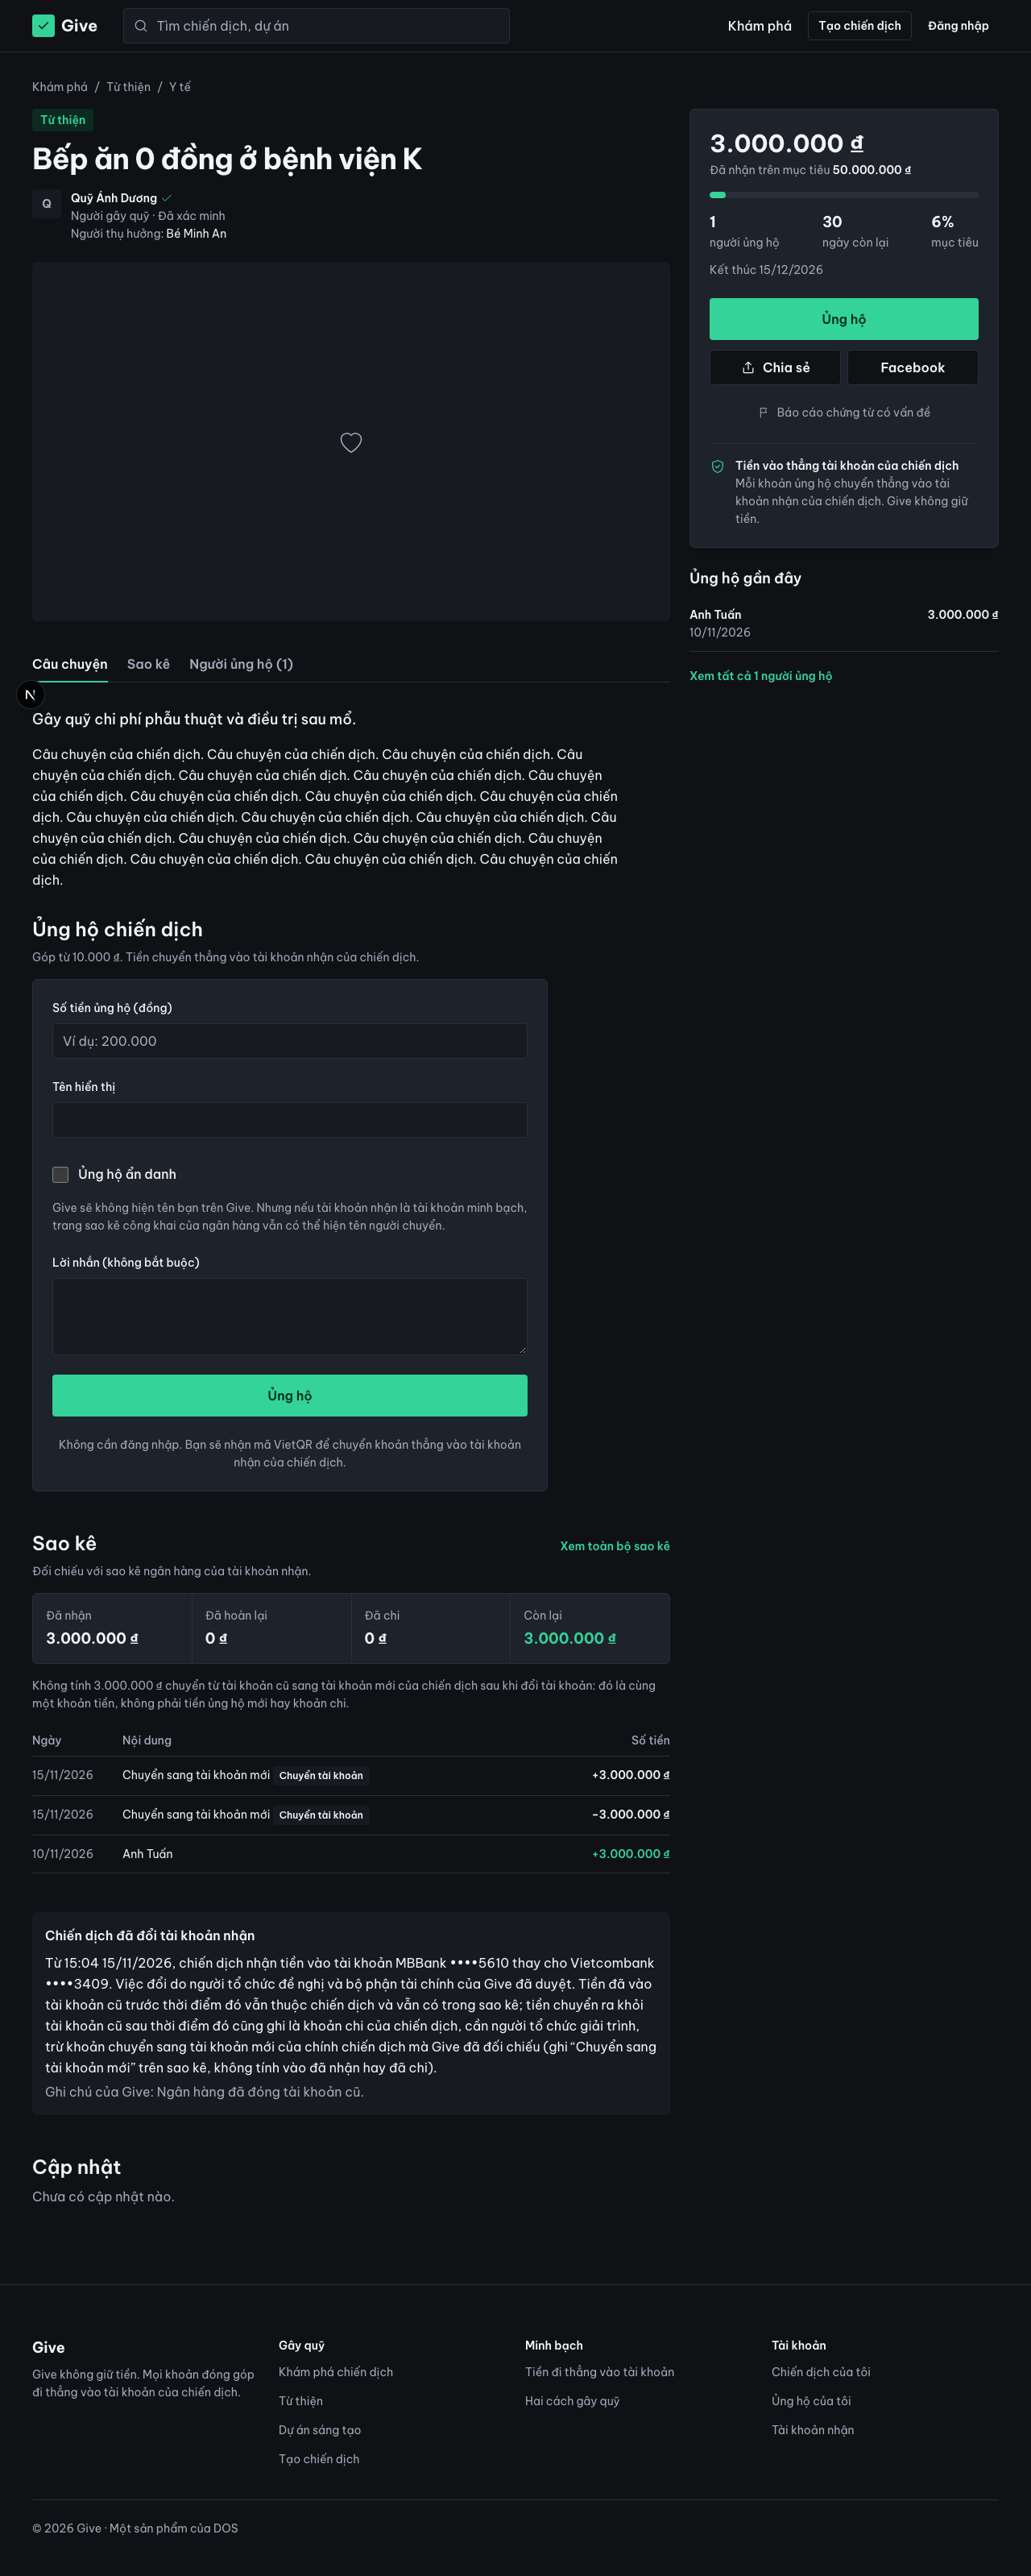 Give
Tìm chiến dịch, dự án
Khám phá
Tạo chiến dịch
Đăng nhập
Khám phá / Từ thiện / Y tế
Từ thiện
Bếp ăn 0 đồng ở bệnh viện K
Q
Quỹ Ánh Dương
Người gây quỹ · Đã xác minh
Người thụ hưởng: Bé Minh An
3.000.000 ₫
Đã nhận trên mục tiêu 50.000.000 ₫
1
người ủng hộ
30
ngày còn lại
6%
mục tiêu
Kết thúc 15/12/2026
Ủng hộ
Chia sẻ
Facebook
Báo cáo chứng từ có vấn đề
Tiền vào thẳng tài khoản của chiến dịch
Mỗi khoản ủng hộ chuyển thẳng vào tài
khoản nhận của chiến dịch. Give không giữ
tiền.
Ủng hộ gần đây
Anh Tuấn
3.000.000 ₫
10/11/2026
Xem tất cả 1 người ủng hộ
Câu chuyện
Sao kê
Người ủng hộ (1)
N
Gây quỹ chi phí phẫu thuật và điều trị sau mổ.
Câu chuyện của chiến dịch. Câu chuyện của chiến dịch. Câu chuyện của chiến dịch. Câu
chuyện của chiến dịch. Câu chuyện của chiến dịch. Câu chuyện của chiến dịch. Câu chuyện
của chiến dịch. Câu chuyện của chiến dịch. Câu chuyện của chiến dịch. Câu chuyện của chiến
dịch. Câu chuyện của chiến dịch. Câu chuyện của chiến dịch. Câu chuyện của chiến dịch. Câu
chuyện của chiến dịch. Câu chuyện của chiến dịch. Câu chuyện của chiến dịch. Câu chuyện
của chiến dịch. Câu chuyện của chiến dịch. Câu chuyện của chiến dịch. Câu chuyện của chiến
dịch.
Ủng hộ chiến dịch
Góp từ 10.000 ₫. Tiền chuyển thẳng vào tài khoản nhận của chiến dịch.
Số tiền ủng hộ (đồng)
Ví dụ: 200.000
Tên hiển thị
Ủng hộ ẩn danh
Give sẽ không hiện tên bạn trên Give. Nhưng nếu tài khoản nhận là tài khoản minh bạch,
trang sao kê công khai của ngân hàng vẫn có thể hiện tên người chuyển.
Lời nhắn (không bắt buộc)
Ủng hộ
Không cần đăng nhập. Bạn sẽ nhận mã VietQR để chuyển khoản thẳng vào tài khoản
nhận của chiến dịch.
Sao kê
Xem toàn bộ sao kê
Đối chiếu với sao kê ngân hàng của tài khoản nhận.
Đã nhận
3.000.000 ₫
Đã hoàn lại
0 ₫
Đã chi
0 ₫
Còn lại
3.000.000 ₫
Không tính 3.000.000 ₫ chuyển từ tài khoản cũ sang tài khoản mới của chiến dịch sau khi đổi tài khoản: đó là cùng
một khoản tiền, không phải tiền ủng hộ mới hay khoản chi.
Ngày Nội dung Số tiền
15/11/2026 Chuyển sang tài khoản mới Chuyển tài khoản +3.000.000 ₫
15/11/2026 Chuyển sang tài khoản mới Chuyển tài khoản −3.000.000 ₫
10/11/2026 Anh Tuấn +3.000.000 ₫
Chiến dịch đã đổi tài khoản nhận
Từ 15:04 15/11/2026, chiến dịch nhận tiền vào tài khoản MBBank ••••5610 thay cho Vietcombank
••••3409. Việc đổi do người tổ chức đề nghị và bộ phận tài chính của Give đã duyệt. Tiền đã vào
tài khoản cũ trước thời điểm đó vẫn thuộc chiến dịch và vẫn có trong sao kê; tiền chuyển ra khỏi
tài khoản cũ sau thời điểm đó cũng ghi là khoản chi của chiến dịch, cần người tổ chức giải trình,
trừ khoản chuyển sang tài khoản mới của chính chiến dịch mà Give đã đối chiếu (ghi “Chuyển sang
tài khoản mới” trên sao kê, không tính vào đã nhận hay đã chi).
Ghi chú của Give: Ngân hàng đã đóng tài khoản cũ.
Cập nhật
Chưa có cập nhật nào.
Give
Give không giữ tiền. Mọi khoản đóng góp
đi thẳng vào tài khoản của chiến dịch.
Gây quỹ
Khám phá chiến dịch
Từ thiện
Dự án sáng tạo
Tạo chiến dịch
Minh bạch
Tiền đi thẳng vào tài khoản
Hai cách gây quỹ
Tài khoản
Chiến dịch của tôi
Ủng hộ của tôi
Tài khoản nhận
© 2026 Give · Một sản phẩm của DOS